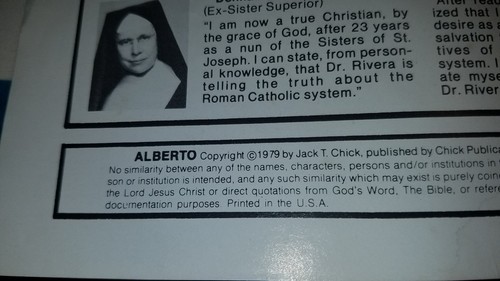 (Ex-Sister Superior)
"I am now a true Christian, by
the grace of God, after 23 years
as a nun of the Sisters of St.
Joseph. I can state, from person-
al knowledge, that Dr. Rivera is
telling the truth about the
Roman Catholic system."
ized that I
desire as a
salvation
tives of
system. I
ate myse
Dr. River
ALBERTO Copyright ©1979 by Jack T. Chick, published by Chick Publica
No similarity between any of the names, characters, persons and/or institutions in
son or institution is intended, and any such similarity which may exist is purely coin
the Lord Jesus Christ or direct quotations from God's Word, The Bible, or refere
documentation purposes. Printed in the U.S.A.